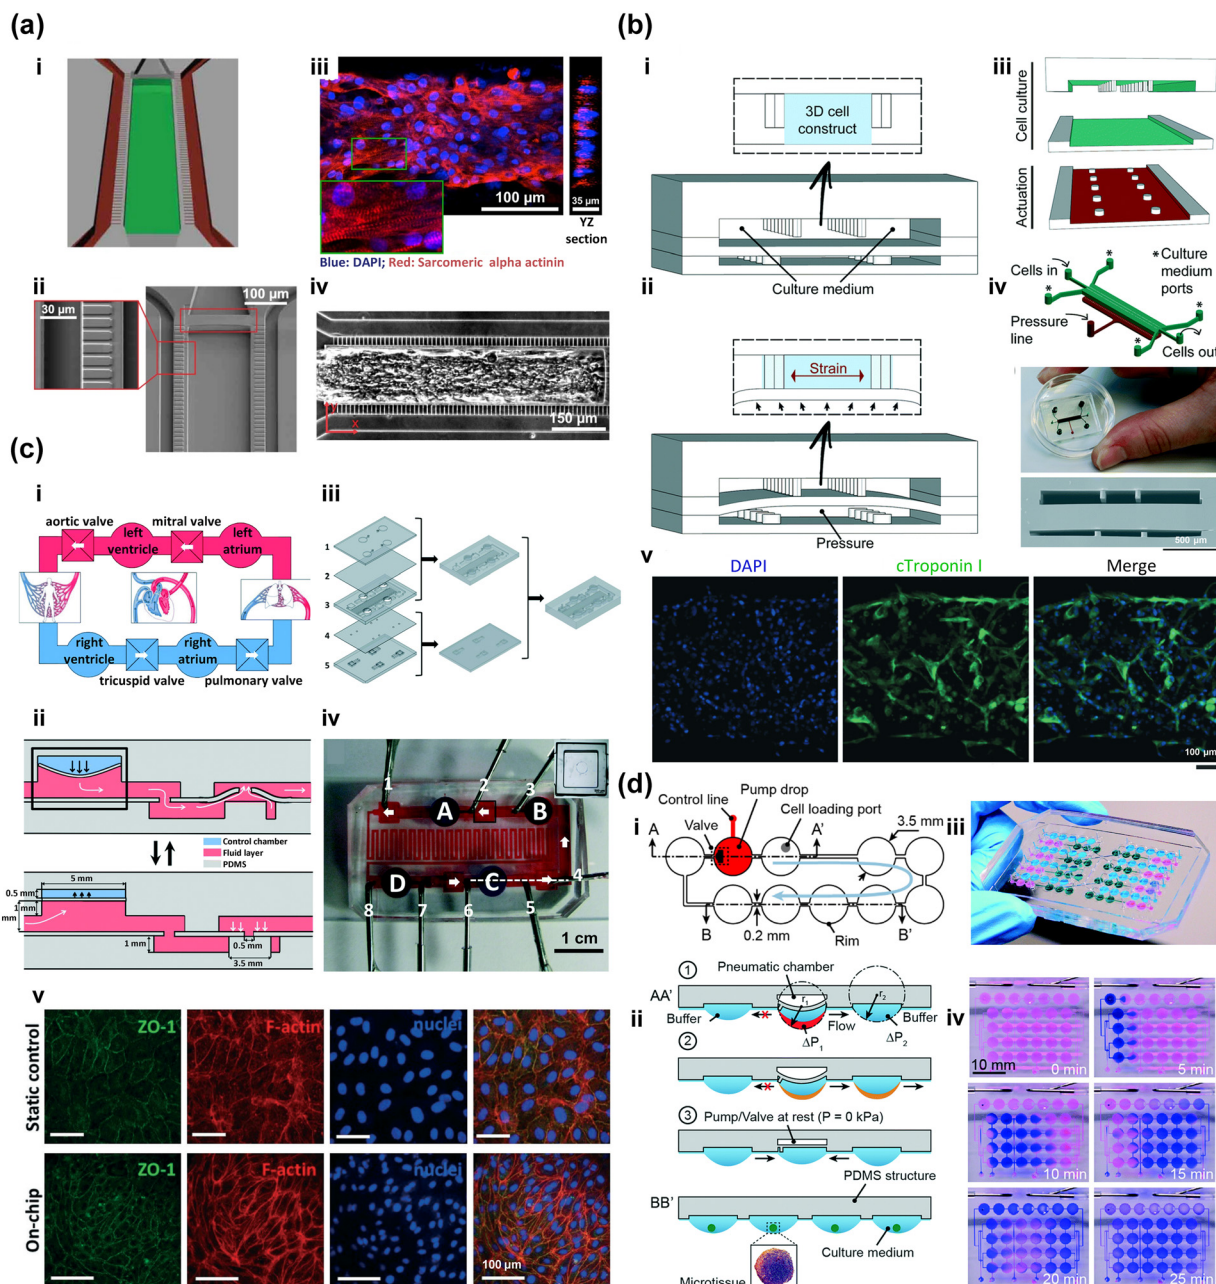 (a)
i
iii
100 µm
35 µm
YZ
section
Blue: DAPI; Red: Sarcomeric alpha actinin
ii
30 µm
100 µm
iv
x
150 µm
(b)
i
3D cell
construct
Culture medium
ii
Strain
Pressure
iii
Cell culture
Actuation
iv
Cells in
*Culture
medium
ports
*
*
*
*
Pressure
line
Cells out
500 µm
v
DAPI
cTroponin I
Merge
100 µm
(c)
i
aortic valve
mitral valve
left
ventricle
left
atrium
right
ventricle
right
atrium
tricuspid valve
pulmonary valve
iii
1
2
3
4
5
ii
Control chamber
Fluid layer
PDMS
5 mm
0.5 mm
1
mm
1 mm
0.5 mm
3.5 mm
iv
1
2
3
A
B
D
C
4
8
7
6
5
1 cm
v
Static control
ZO-1
F-actin
nuclei
On-chip
ZO-1
F-actin
nuclei
100 µm
(d)
i
Control line
Pump drop
Cell loading port
Valve
A
A'
3.5 mm
B
0.2 mm
Rim
B'
iii
ii
1
Pneumatic chamber
AA'
r1
r2
Buffer
Flow
Buffer
ΔP1
ΔP2
2
3
Pump/Valve at rest (P = 0 kPa)
PDMS structure
BB'
Culture medium
Microtissue
iv
10 mm
0 min
5 min
10 min
15 min
20 min
25 min